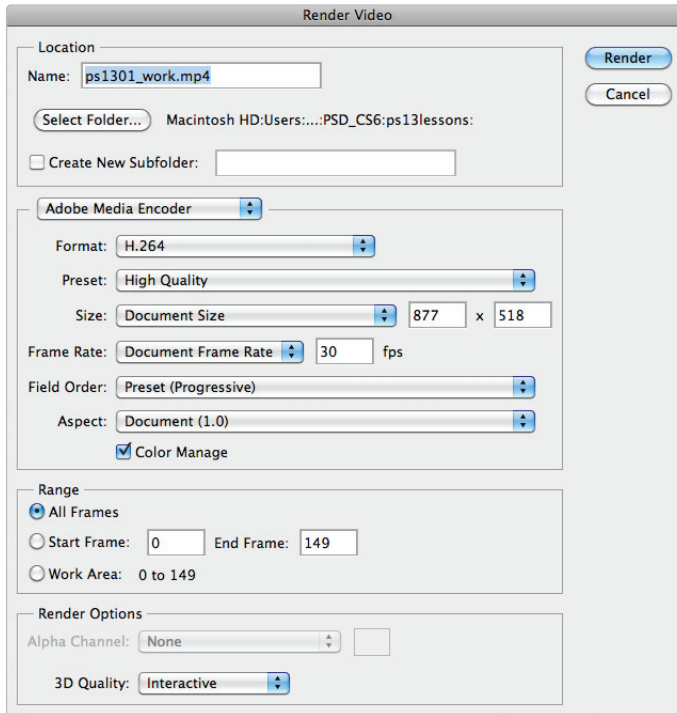 Render Video
Location
Name: ps1301_work.mp4
Render
Cancel
Select Folder... Macintosh HD:Users:...:PSD_CS6:ps13lessons:
Create New Subfolder:
Adobe Media Encoder
Format: H.264
Preset: High Quality
Size: Document Size 877 x 518
Frame Rate: Document Frame Rate 30 fps
Field Order: Preset (Progressive)
Aspect: Document (1.0)
Color Manage
Range
All Frames
Start Frame: 0 End Frame: 149
Work Area: 0 to 149
Render Options
Alpha Channel: None
3D Quality: Interactive